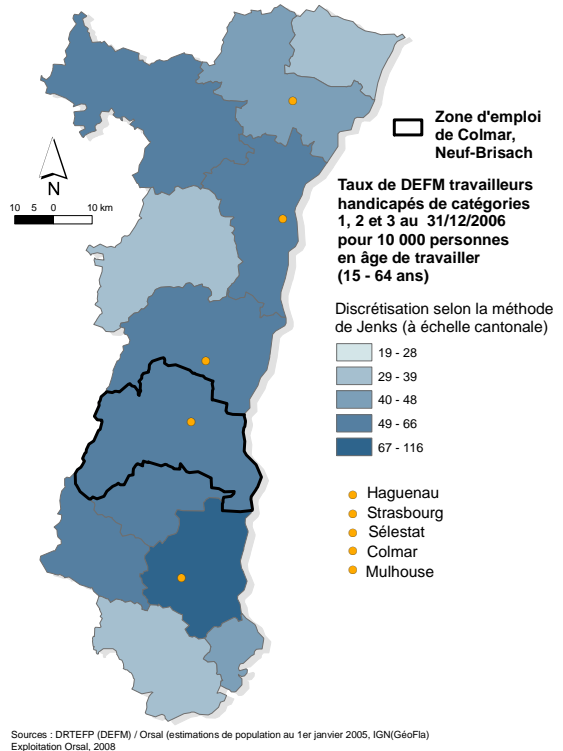 Zone d'emploi
de Colmar,
Neuf-Brisach
N
10 5 0 10 km
Taux de DEFM travailleurs
handicapés de catégories
1, 2 et 3 au 31/12/2006
pour 10 000 personnes
en âge de travailler
(15 - 64 ans)
Discrétisation selon la méthode
de Jenks (à échelle cantonale)
19 - 28
29 - 39
40 - 48
49 - 66
67 - 116
Haguenau
Strasbourg
Sélestat
Colmar
Mulhouse
Sources : DRTEFP (DEFM) / Orsal (estimations de population au 1er janvier 2005, IGN(GéoFla)
Exploitation Orsal, 2008